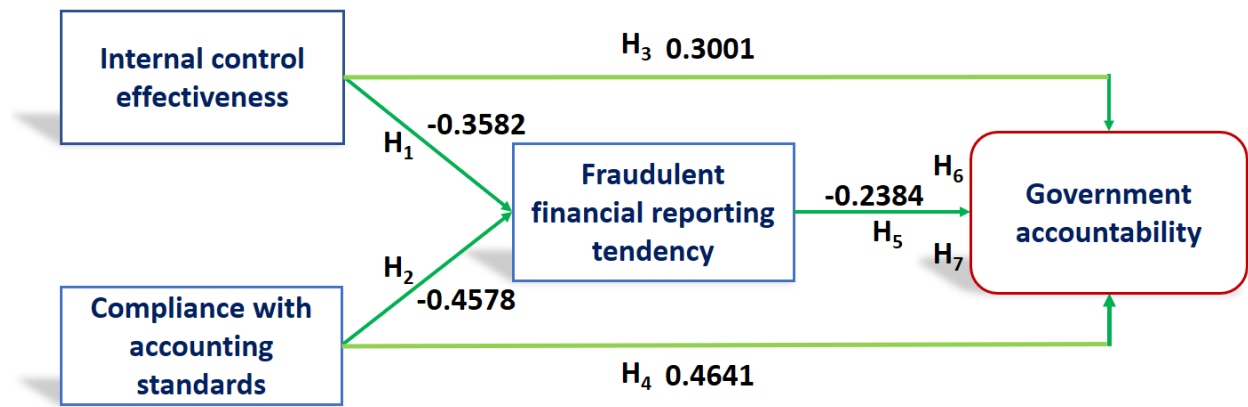 Internal control
effectiveness
H₃ 0.3001
-0.3582
H₁
Fraudulent
financial reporting
tendency
-0.2384
H₅
H₆
H₇
Government
accountability
H₂
-0.4578
Compliance with
accounting
standards
H₄ 0.4641